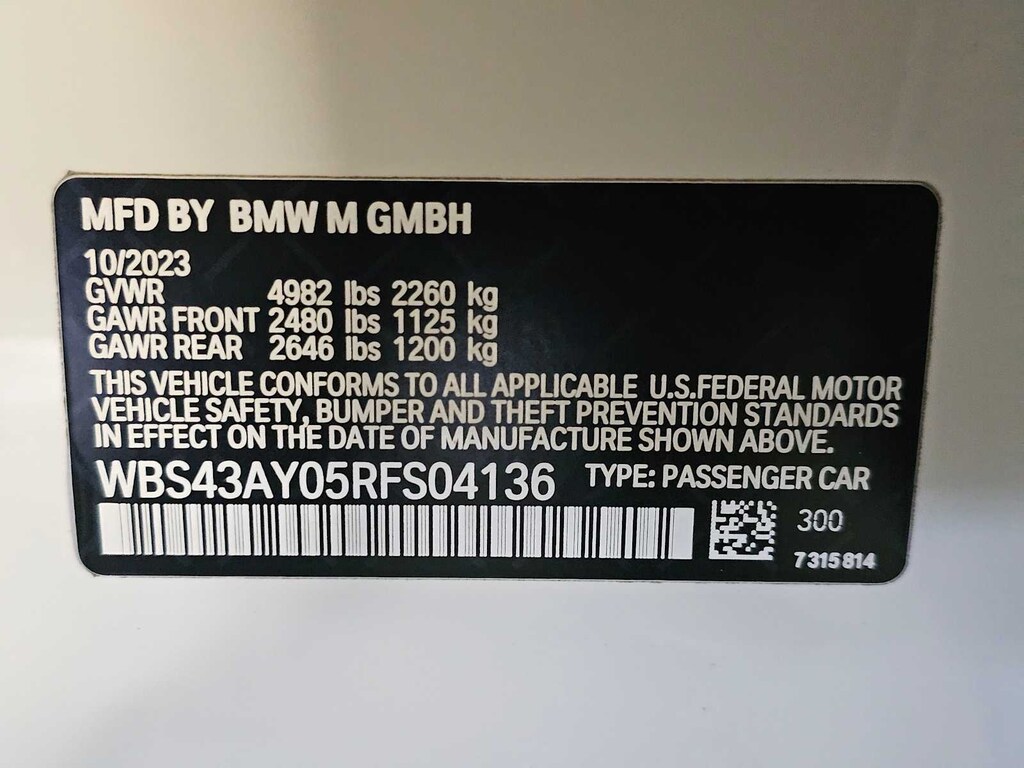 MFD BY BMW M GMBH
10/2023
GVWR 4982 lbs 2260 kg
GAWR FRONT 2480 lbs 1125 kg
GAWR REAR 2646 lbs 1200 kg
THIS VEHICLE CONFORMS TO ALL APPLICABLE U.S.FEDERAL MOTOR
VEHICLE SAFETY, BUMPER AND THEFT PREVENTION STANDARDS
IN EFFECT ON THE DATE OF MANUFACTURE SHOWN ABOVE.
WBS43AY05RFS04136 TYPE: PASSENGER CAR
300
7315814